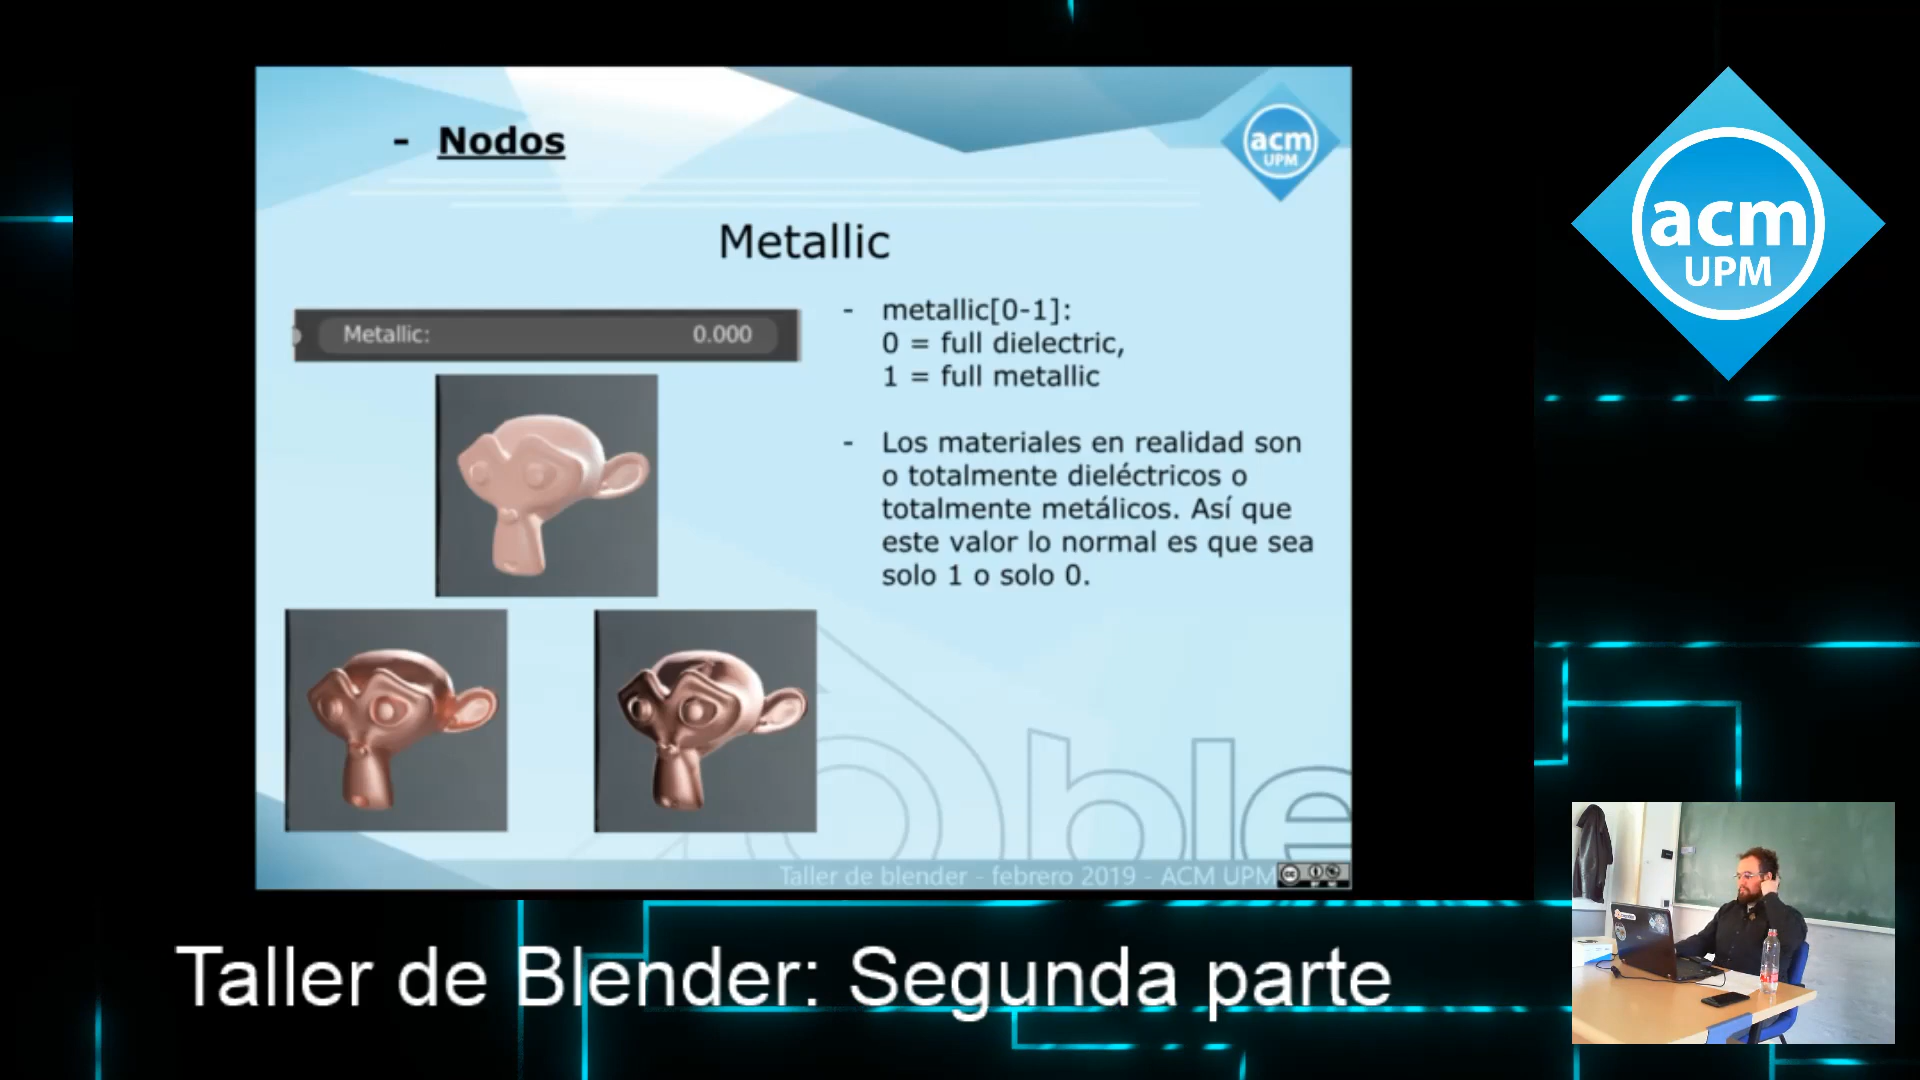 - Nodos
acm
UPM
Metallic
Metallic: 0.000
- metallic[0-1]:
0 = full dielectric,
1 = full metallic
- Los materiales en realidad son
o totalmente dieléctricos o
totalmente metálicos. Así que
este valor lo normal es que sea
solo 1 o solo 0.
ble
Taller de blender - febrero 2019 - ACM UPM
acm
UPM
Taller de Blender: Segunda parte